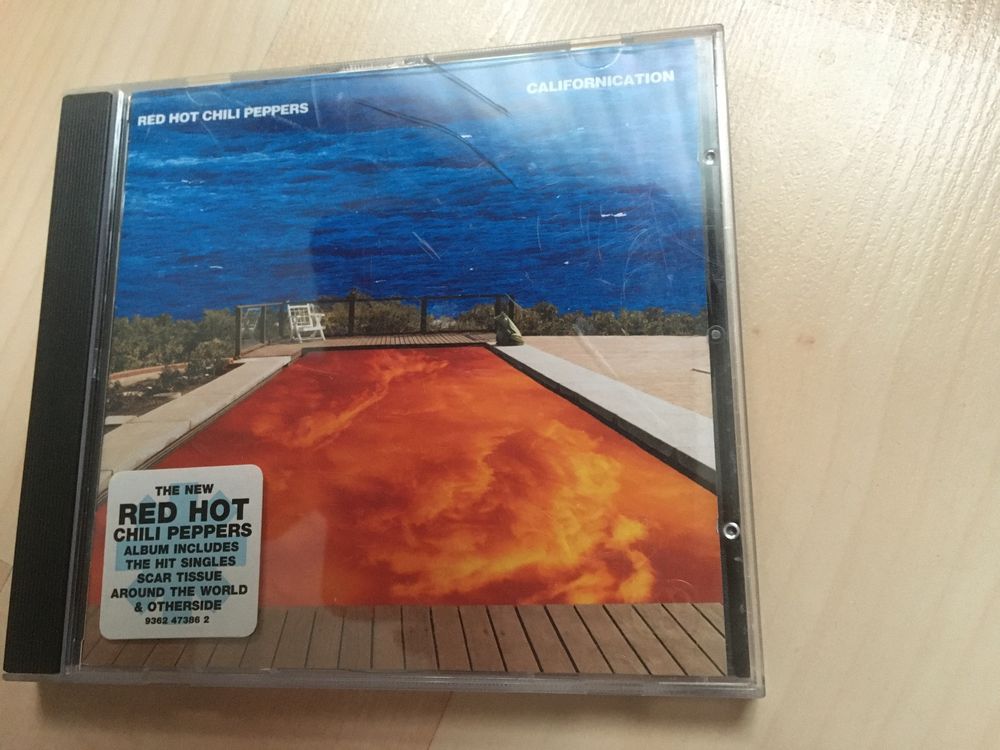 RED HOT CHILI PEPPERS
CALIFORNICATION
THE NEW
RED HOT
CHILI PEPPERS
ALBUM INCLUDES
THE HIT SINGLES
SCAR TISSUE
AROUND THE WORLD
& OTHERSIDE
9362 47386 2